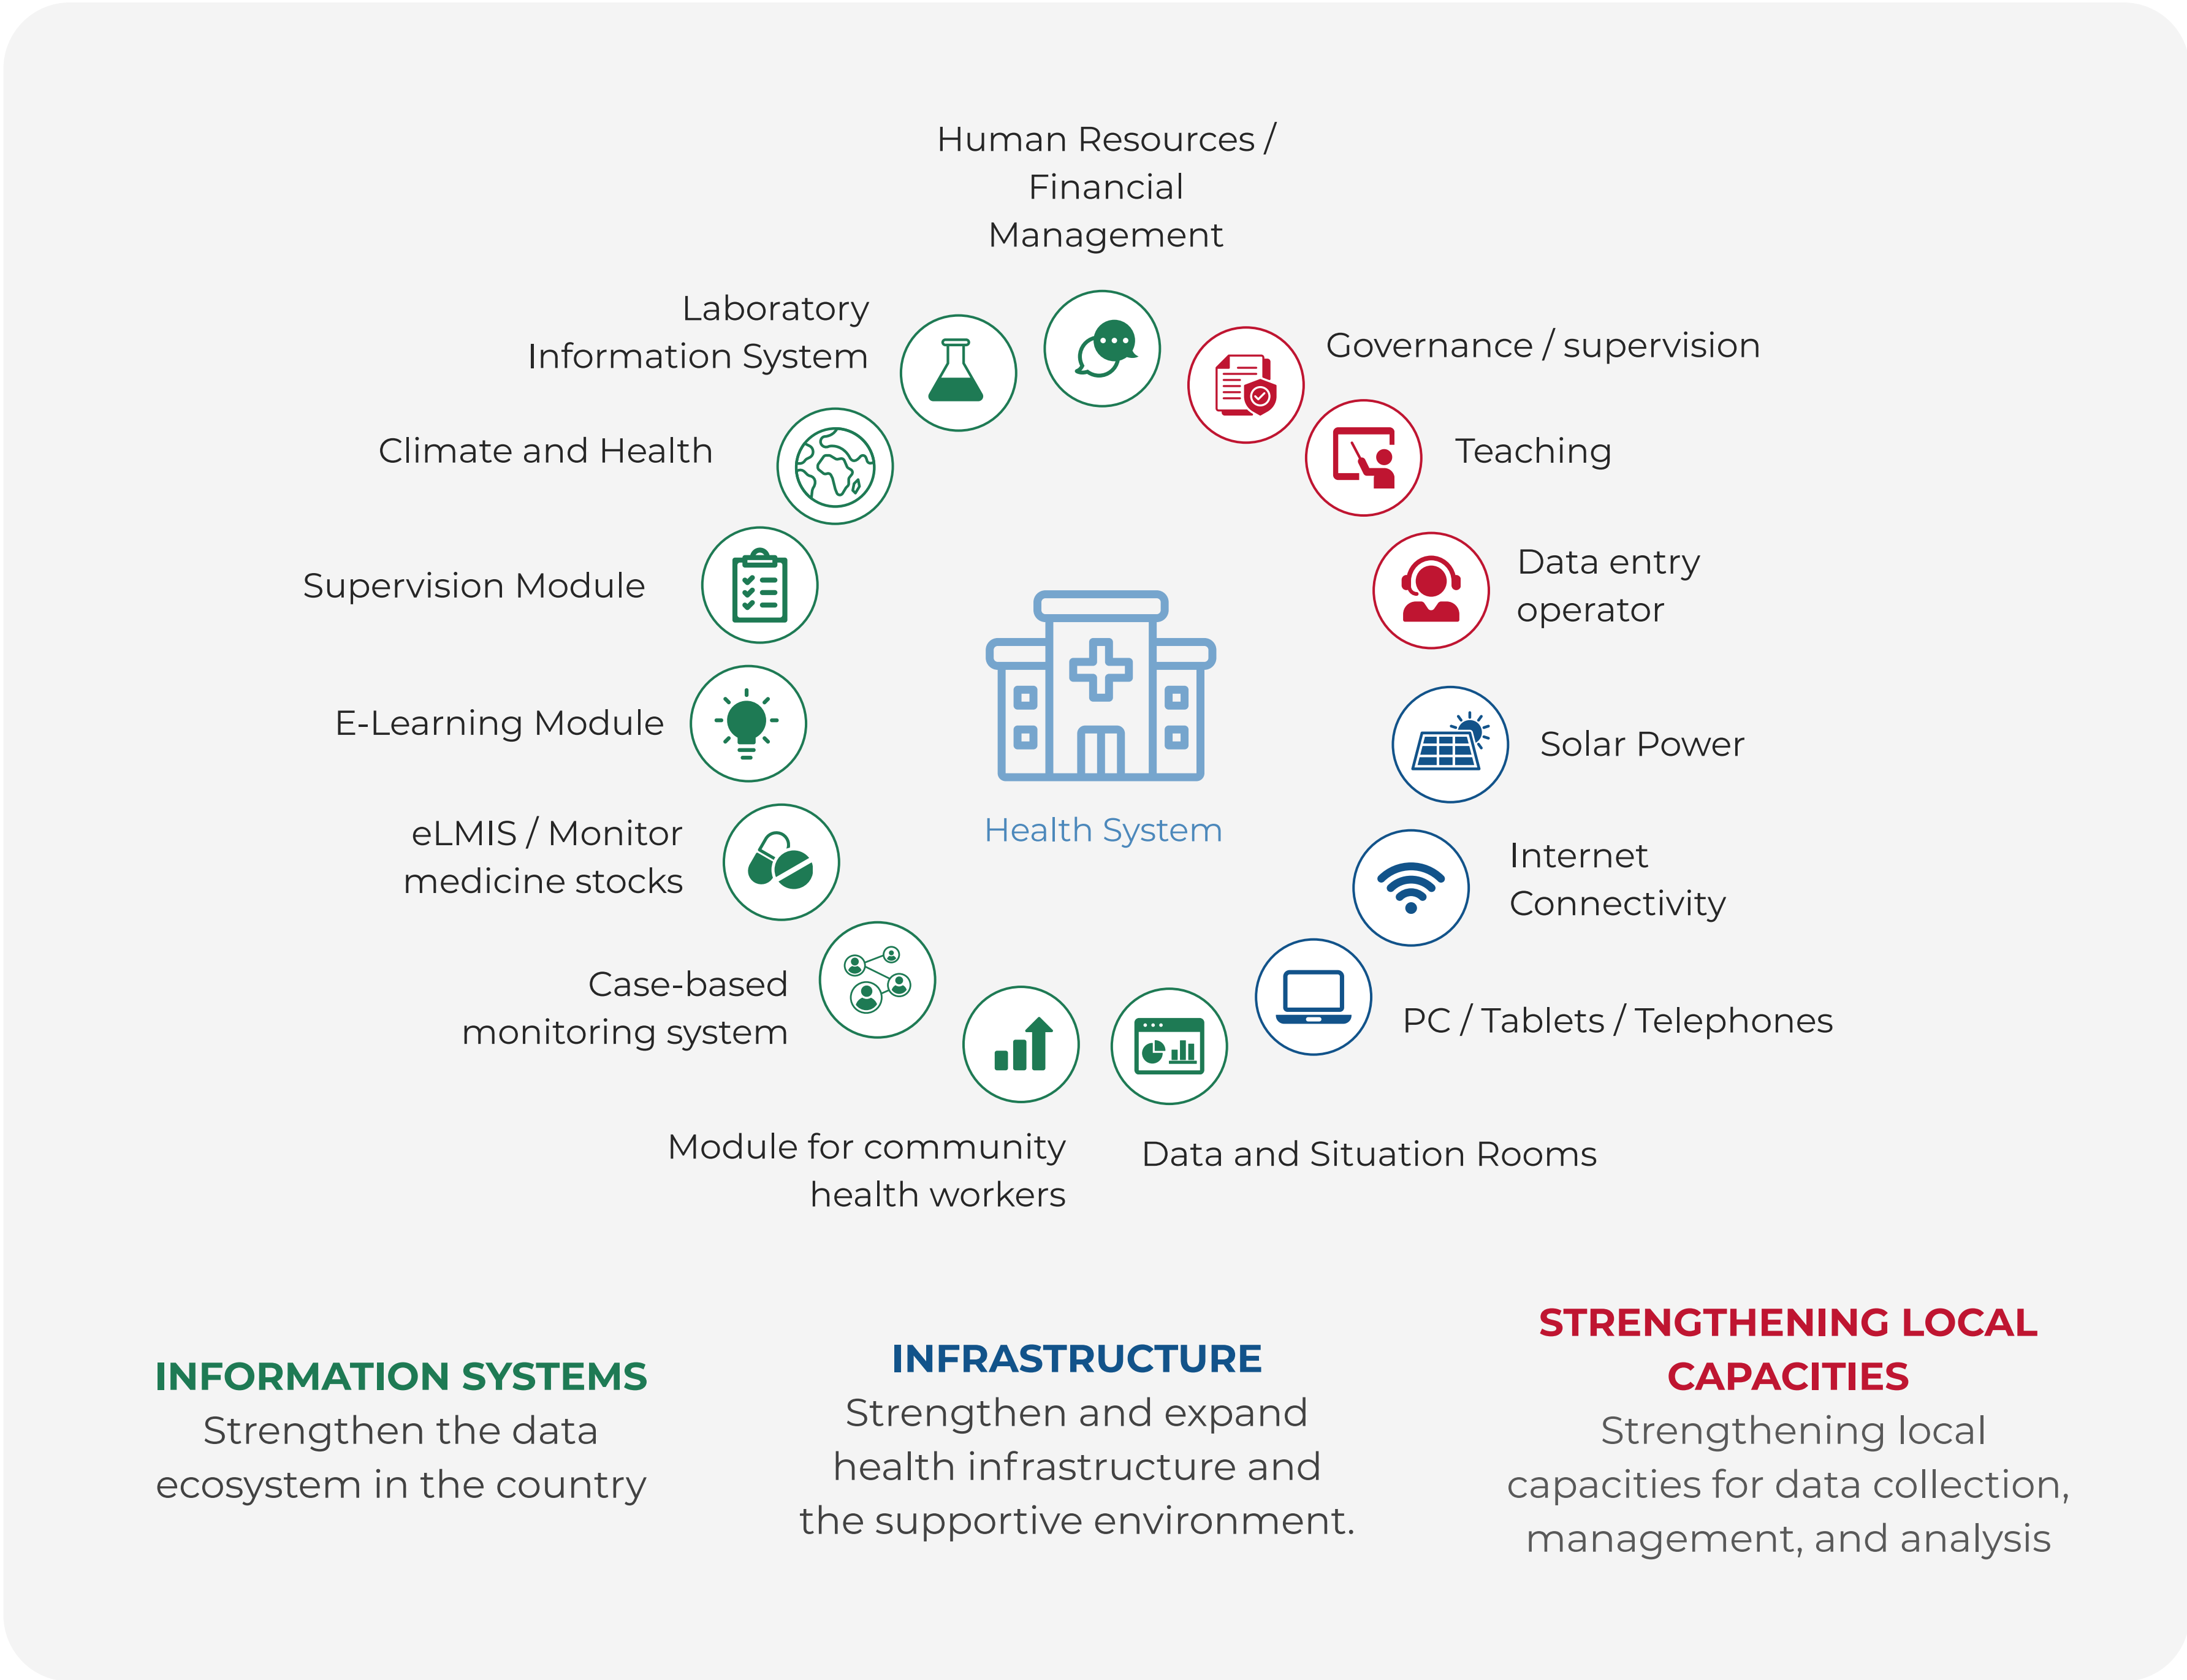 Human Resources /
Financial
Management
Laboratory
Information System
Governance / supervision
Climate and Health
Teaching
Supervision Module
Data entry
operator
E-Learning Module
Solar Power
eLMIS / Monitor
medicine stocks
Health System
Internet
Connectivity
Case-based
monitoring system
PC / Tablets / Telephones
Module for community
health workers
Data and Situation Rooms
INFORMATION SYSTEMS
Strengthen the data
ecosystem in the country
INFRASTRUCTURE
Strengthen and expand
health infrastructure and
the supportive environment.
STRENGTHENING LOCAL
CAPACITIES
Strengthening local
capacities for data collection,
management, and analysis